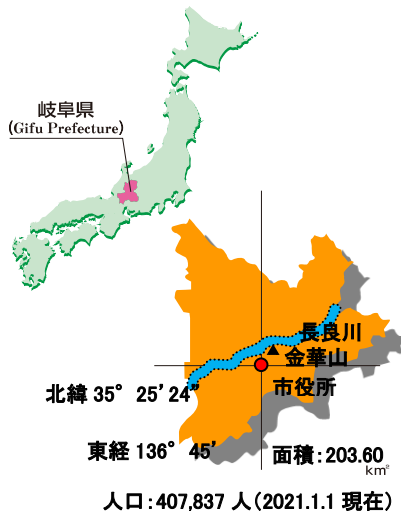 岐阜県
(Gifu Prefecture)
長良川
金華山
市役所
北緯 35° 25’ 24”
東経 136° 45’
面積：203.60
k㎡
人口：407,837 人（2021.1.1 現在）